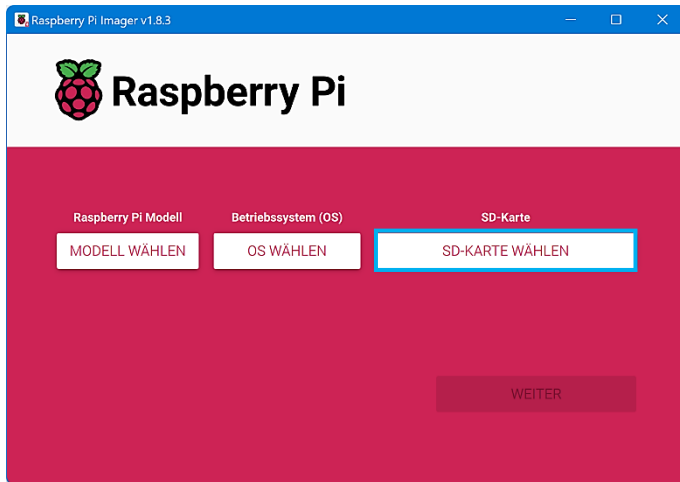 Raspberry Pi Imager v1.8.3
Raspberry Pi
Raspberry Pi Modell
Betriebssystem (OS)
SD-Karte
MODELL WÄHLEN
OS WÄHLEN
SD-KARTE WÄHLEN
WEITER